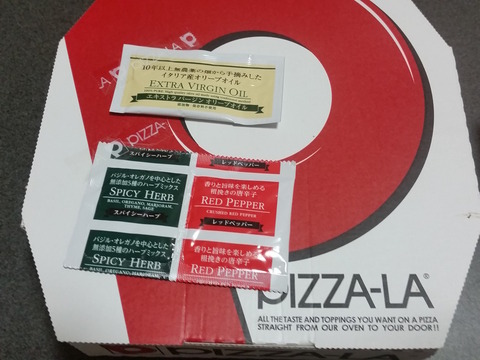 PIZZA-LA
10年以上無農薬の畑から手摘みした
イタリア産オリーブオイル
EXTRA VIRGIN OIL
エキストラ バージン オリーブオイル
スパイシーハーブ
レッドペッパー
バジル・オレガノを中心とした
無添加5種のハーブミックス
SPICY HERB
BASIL, OREGANO, MARJORAM,
THYME, SAGE
スパイシーハーブ
香りと旨味を楽しめる
粗挽きの唐辛子
RED PEPPER
CRUSHED RED PEPPER
レッドペッパー
バジル・オレガノを中心とした
無添加5種のハーブミックス
SPICY HERB
BASIL, OREGANO, MARJORAM,
香りと旨味を楽しめる
粗挽きの唐辛子
RED PEPPER
PIZZA-LA®
ALL THE TASTE AND TOPPINGS YOU WANT ON A PIZZA
STRAIGHT FROM OUR OVEN TO YOUR DOOR!!